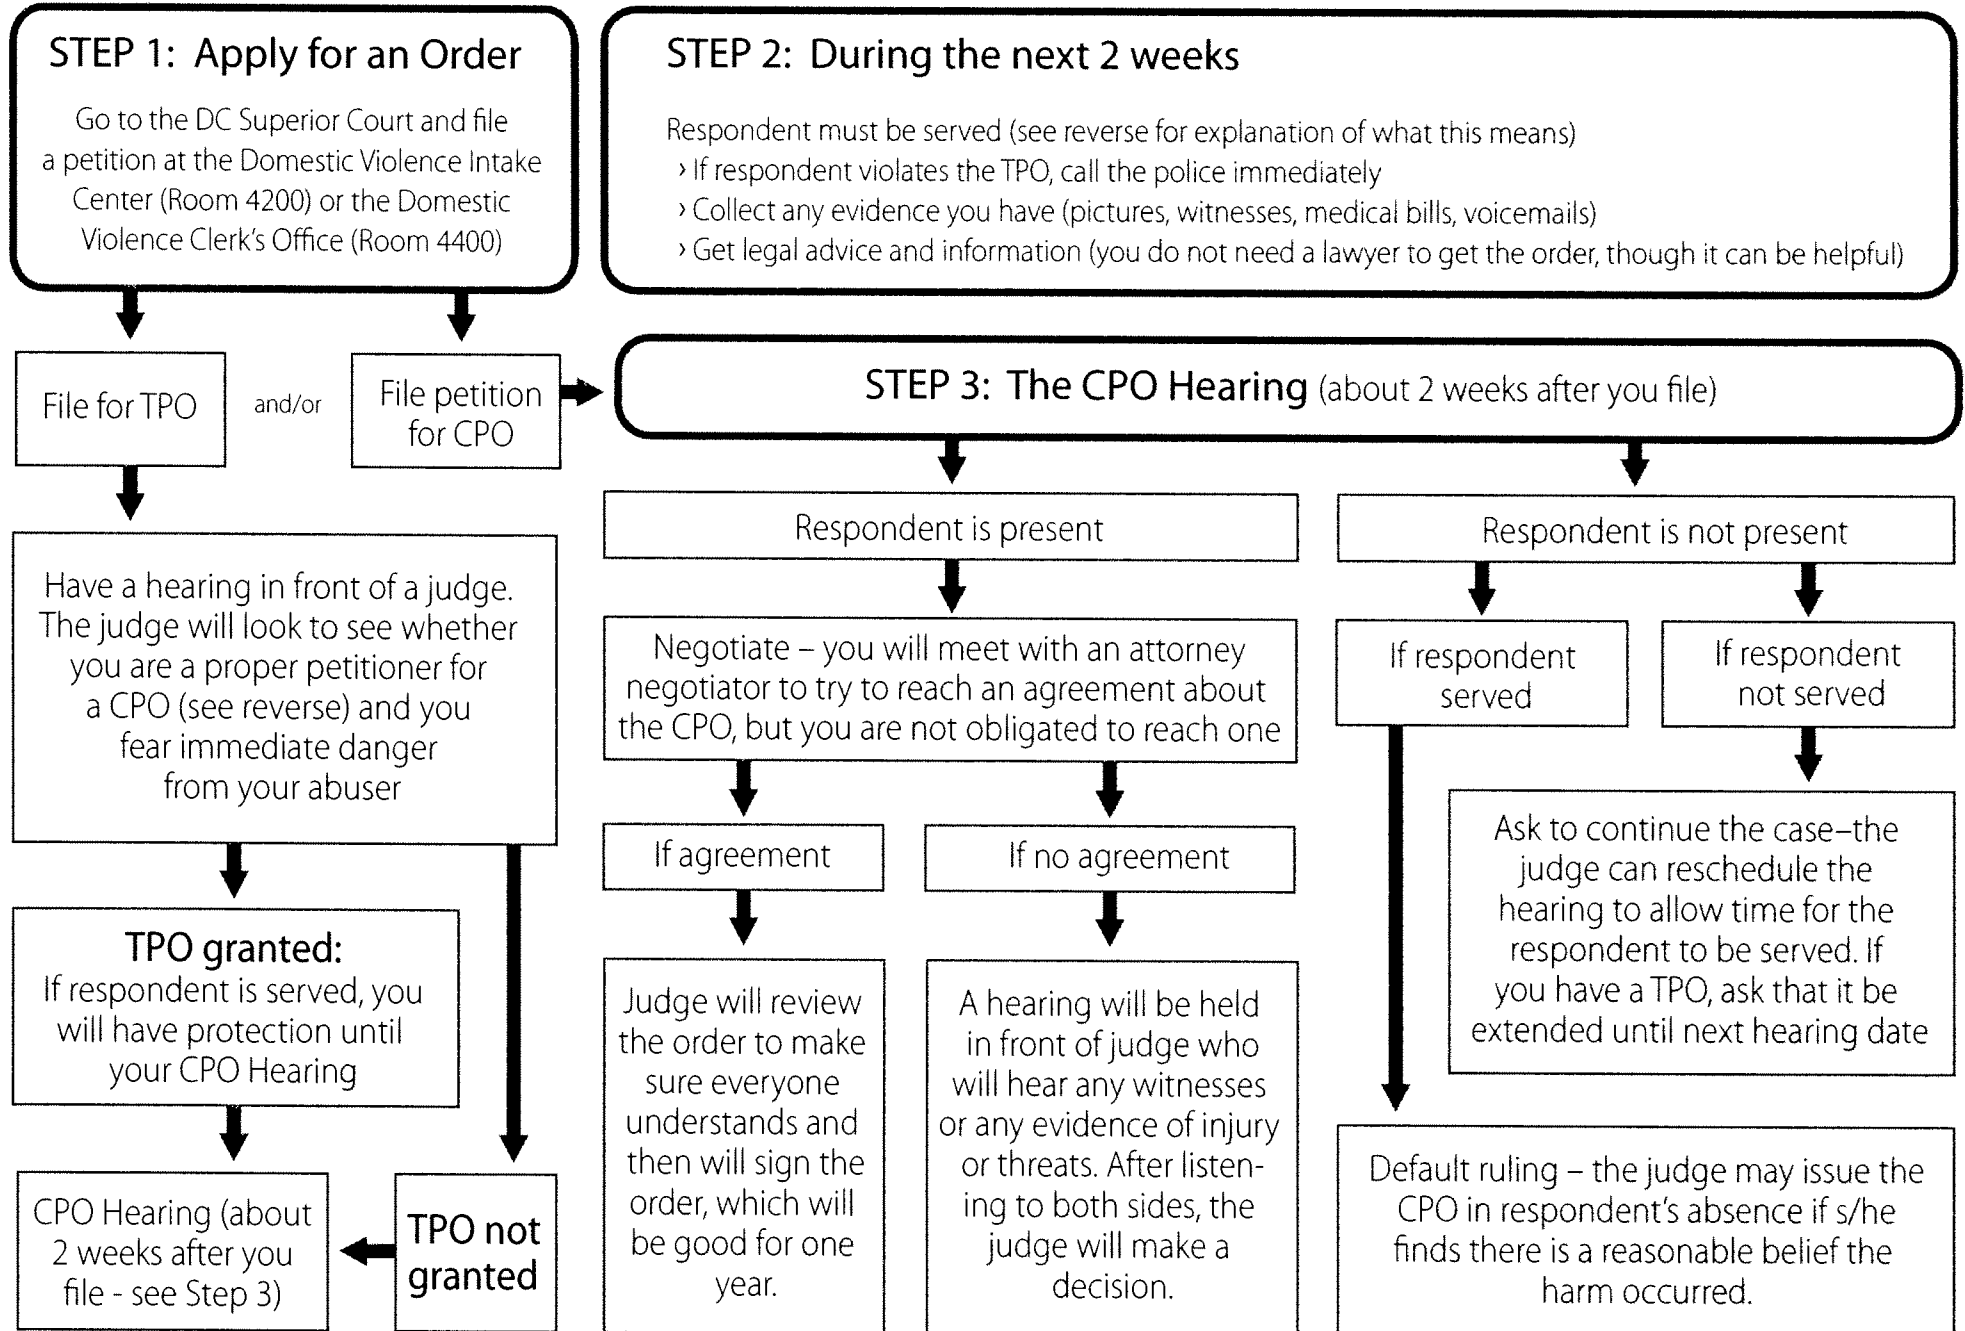 STEP 1: Apply for an Order
Go to the DC Superior Court and file
a petition at the Domestic Violence Intake
Center (Room 4200) or the Domestic
Violence Clerk's Office (Room 4400)
STEP 2: During the next 2 weeks
Respondent must be served (see reverse for explanation of what this means)
› If respondent violates the TPO, call the police immediately
› Collect any evidence you have (pictures, witnesses, medical bills, voicemails)
› Get legal advice and information (you do not need a lawyer to get the order, though it can be helpful)
File for TPO
and/or
File petition
for CPO
Have a hearing in front of a judge.
The judge will look to see whether
you are a proper petitioner for
a CPO (see reverse) and you
fear immediate danger
from your abuser
TPO granted:
If respondent is served, you
will have protection until
your CPO Hearing
CPO Hearing (about
2 weeks after you
file - see Step 3)
TPO not
granted
STEP 3: The CPO Hearing (about 2 weeks after you file)
Respondent is present
Negotiate – you will meet with an attorney
negotiator to try to reach an agreement about
the CPO, but you are not obligated to reach one
If agreement
Judge will review
the order to make
sure everyone
understands and
then will sign the
order, which will
be good for one
year.
If no agreement
A hearing will be held
in front of judge who
will hear any witnesses
or any evidence of injury
or threats. After listen-
ing to both sides, the
judge will make a
decision.
Respondent is not present
If respondent
served
If respondent
not served
Ask to continue the case–the
judge can reschedule the
hearing to allow time for the
respondent to be served. If
you have a TPO, ask that it be
extended until next hearing date
Default ruling – the judge may issue the
CPO in respondent's absence if s/he
finds there is a reasonable belief the
harm occurred.